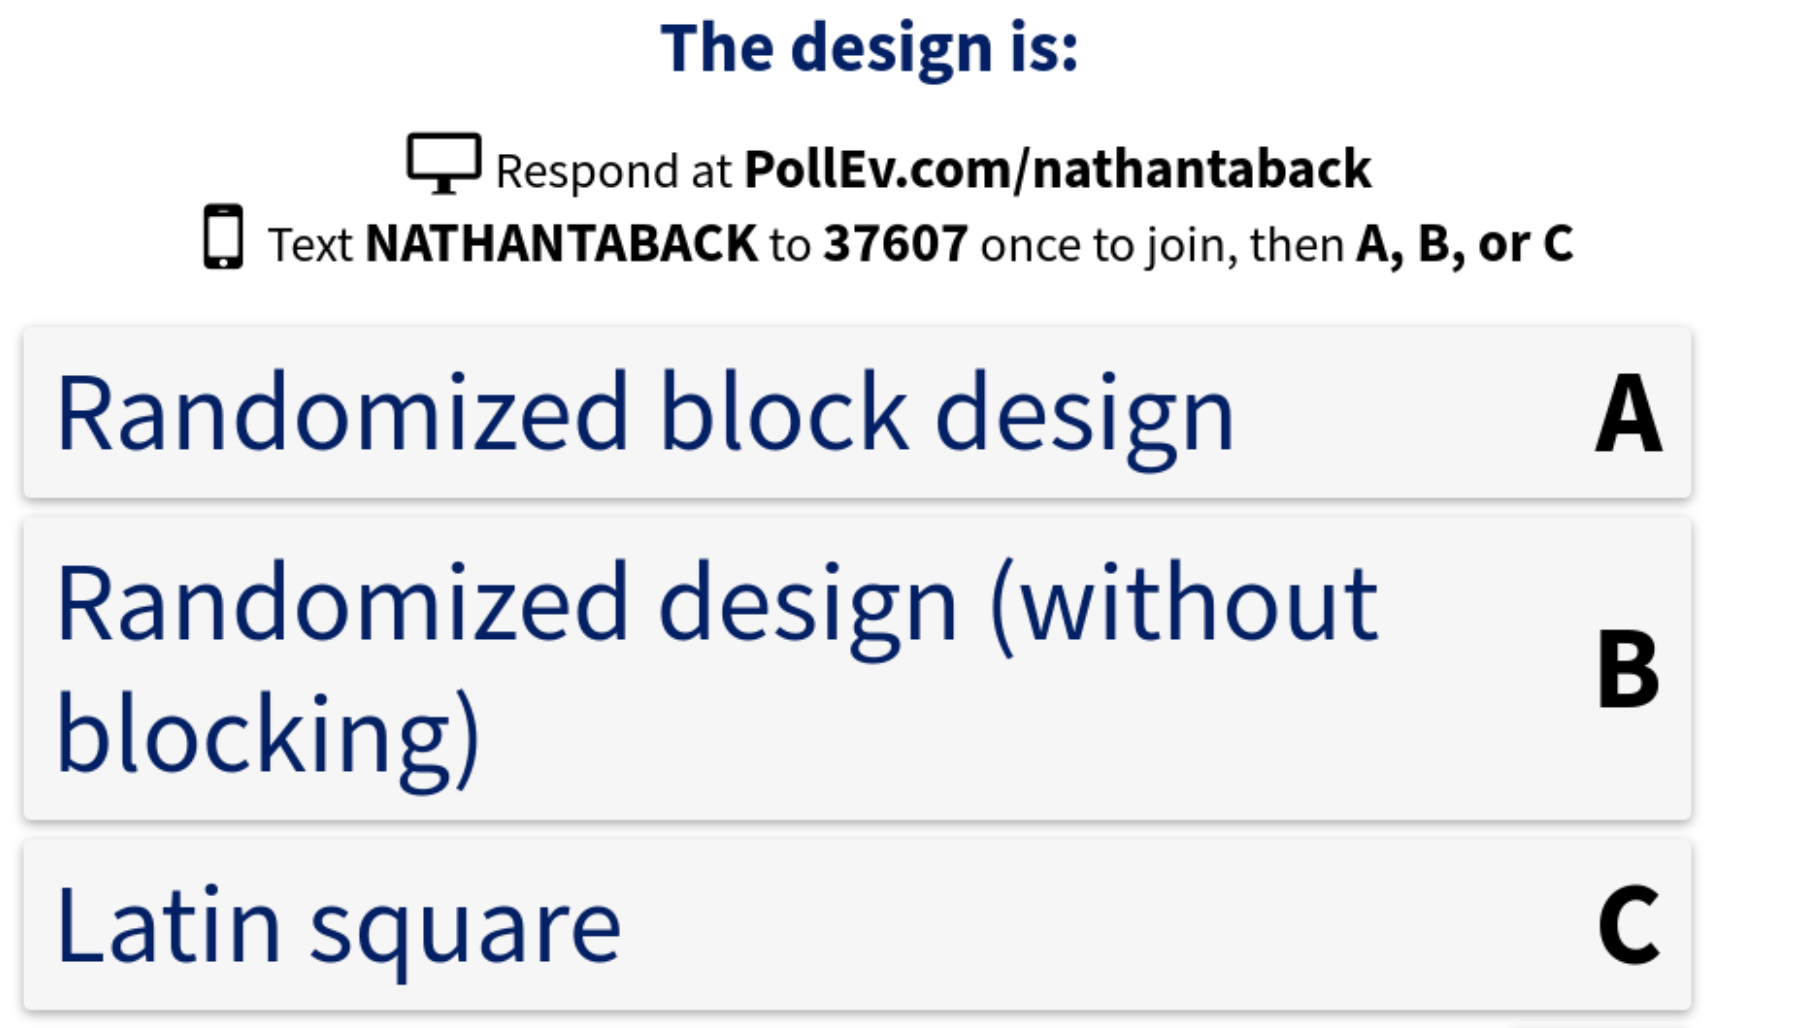 The design is:
Respond at PollEv.com/nathantaback
Text NATHANTABACK to 37607 once to join, then A, B, or C
Randomized block design A
Randomized design (without
blocking) B
Latin square C